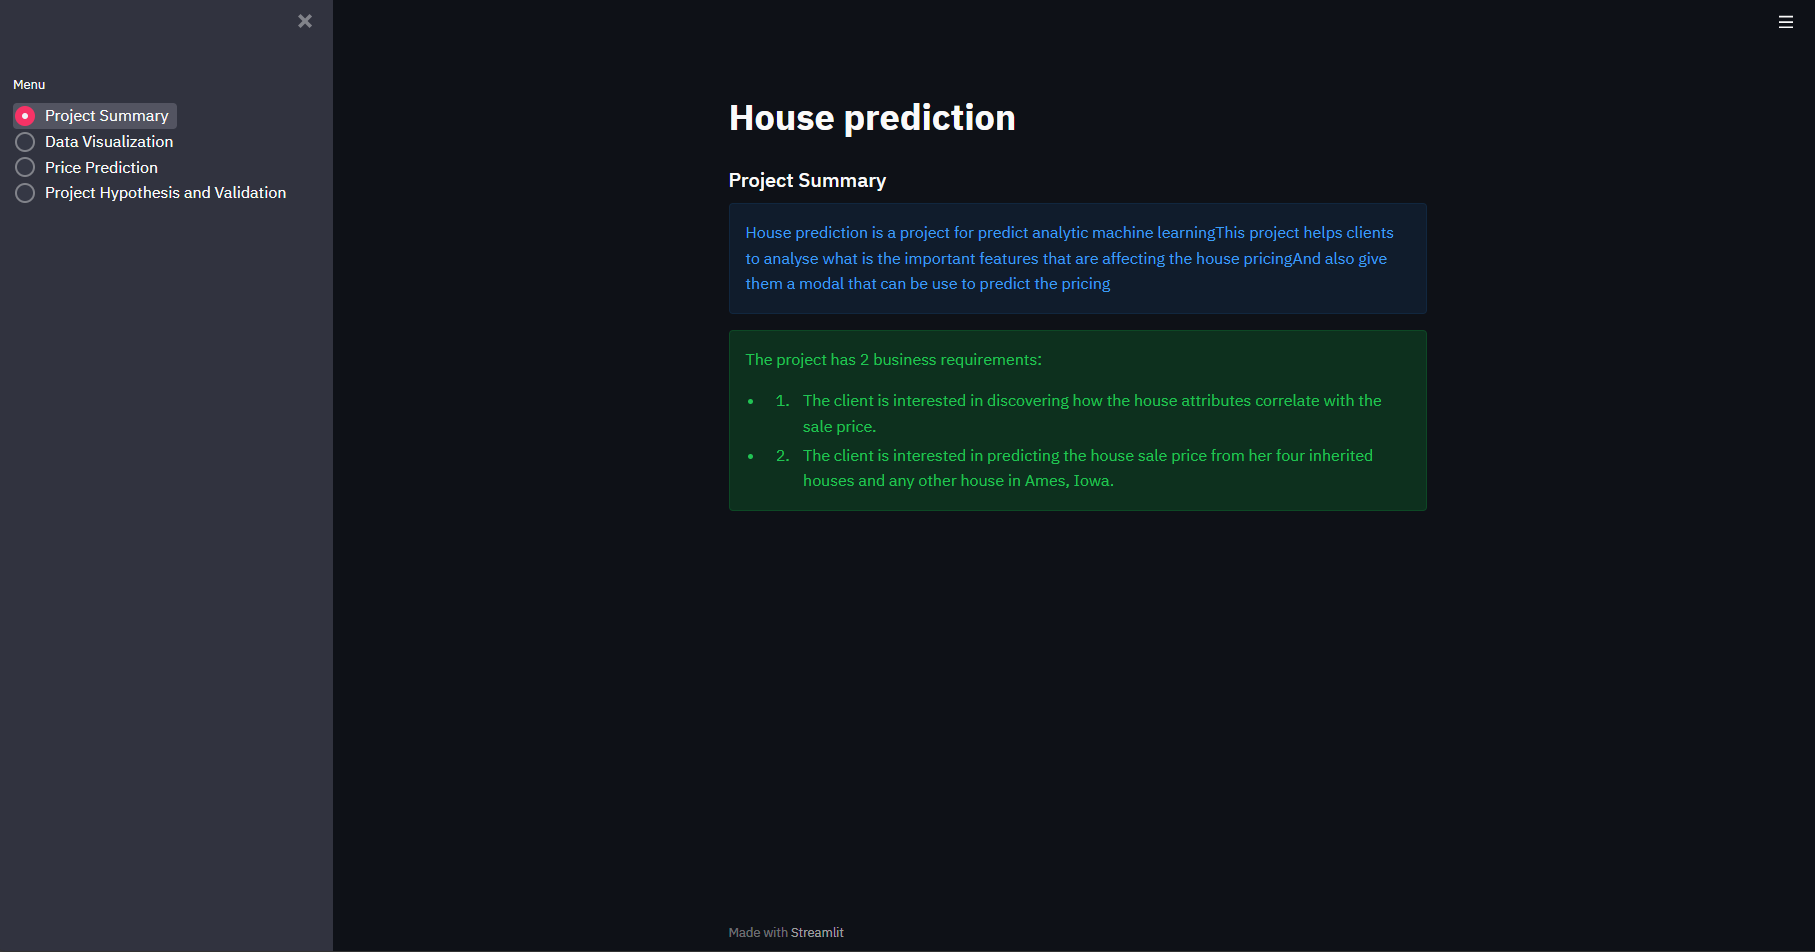 Menu
Project Summary
Data Visualization
Price Prediction
Project Hypothesis and Validation
House prediction
Project Summary
House prediction is a project for predict analytic machine learningThis project helps clients
to analyse what is the important features that are affecting the house pricingAnd also give
them a modal that can be use to predict the pricing
The project has 2 business requirements:
• 1. The client is interested in discovering how the house attributes correlate with the
sale price.
• 2. The client is interested in predicting the house sale price from her four inherited
houses and any other house in Ames, Iowa.
Made with Streamlit